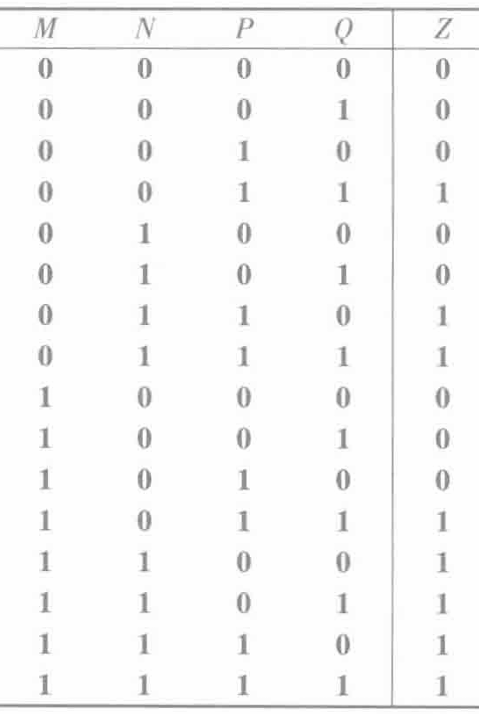 M N P Q Z
0 0 0 0 0
0 0 0 1 0
0 0 1 0 0
0 0 1 1 1
0 1 0 0 0
0 1 0 1 0
0 1 1 0 1
0 1 1 1 1
1 0 0 0 0
1 0 0 1 0
1 0 1 0 0
1 0 1 1 1
1 1 0 0 1
1 1 0 1 1
1 1 1 0 1
1 1 1 1 1